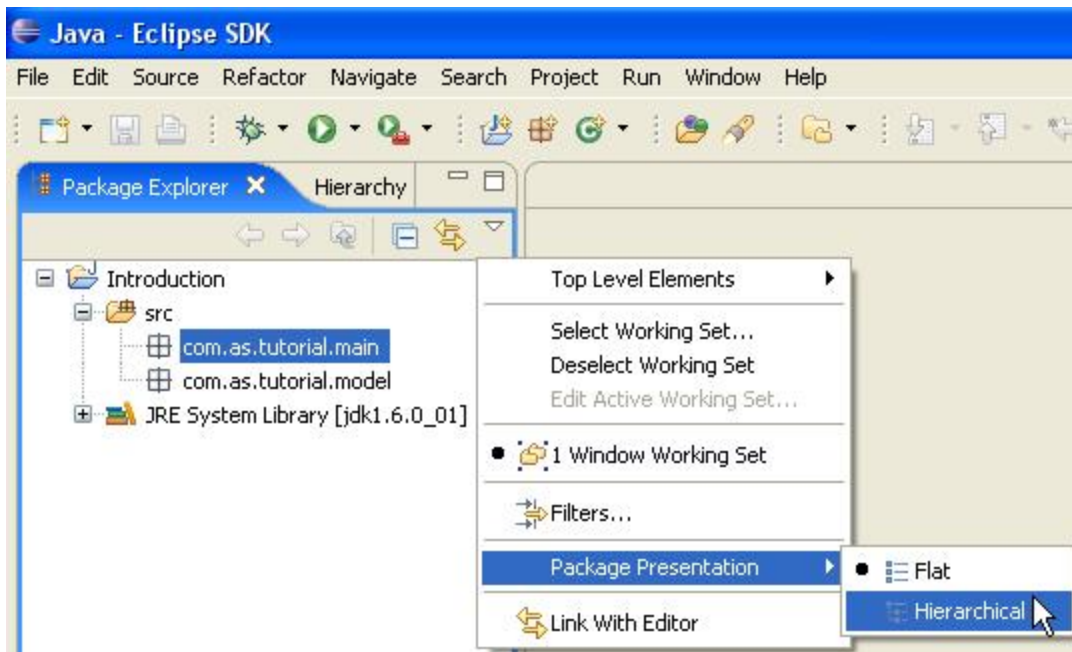 Java - Eclipse SDK
File Edit Source Refactor Navigate Search Project Run Window Help
Package Explorer Hierarchy
Introduction
src
com.as.tutorial.main
com.as.tutorial.model
JRE System Library [jdk1.6.0_01]
Top Level Elements
Select Working Set...
Deselect Working Set
Edit Active Working Set...
1 Window Working Set
Filters...
Package Presentation
Flat
Hierarchical
Link With Editor